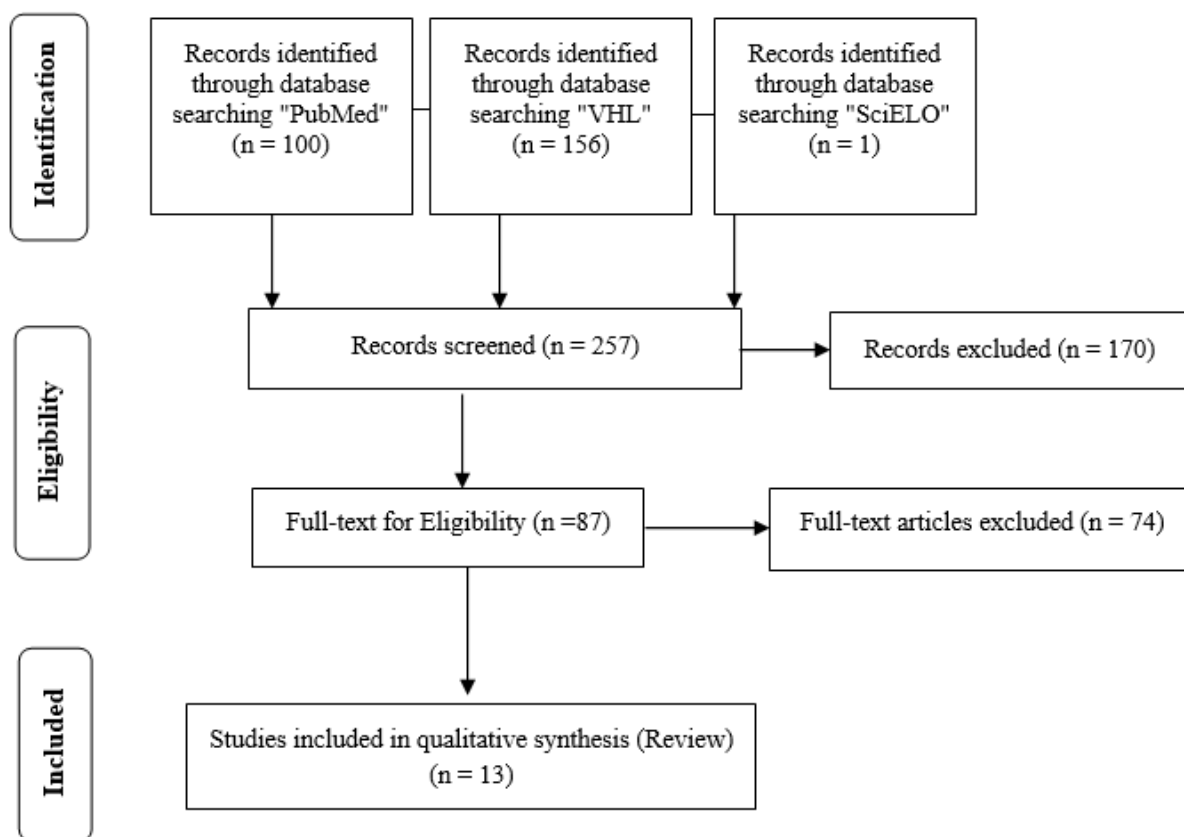 Identification
Records identified
through database
searching "PubMed"
(n = 100)
Records identified
through database
searching "VHL"
(n = 156)
Records identified
through database
searching "SciELO"
(n = 1)
Eligibility
Records screened (n = 257)
Records excluded (n = 170)
Full-text for Eligibility (n =87)
Full-text articles excluded (n = 74)
Included
Studies included in qualitative synthesis (Review)
(n = 13)